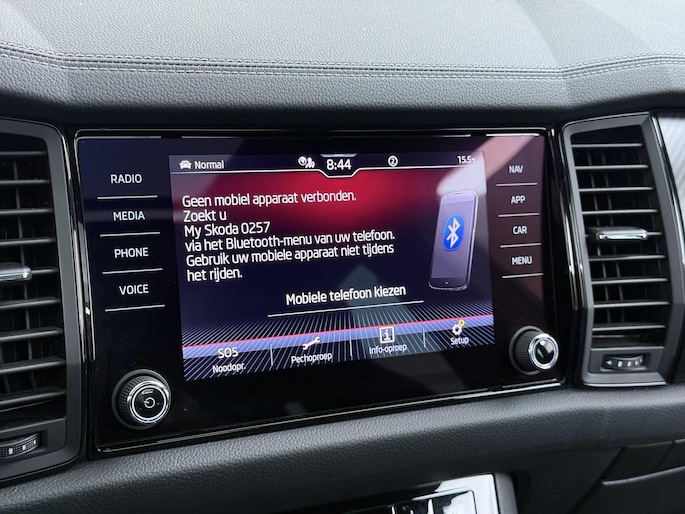 RADIO
MEDIA
PHONE
VOICE
Normal
8:44
2
15.5°C
Geen mobiel apparaat verbonden.
Zoekt u
My Skoda 0257
via het Bluetooth-menu van uw telefoon.
Gebruik uw mobiele apparaat niet tijdens
het rijden.
Mobiele telefoon kiezen
SOS
Noodopr.
Pechoproep
Info-oproep
Setup
NAV
APP
CAR
MENU